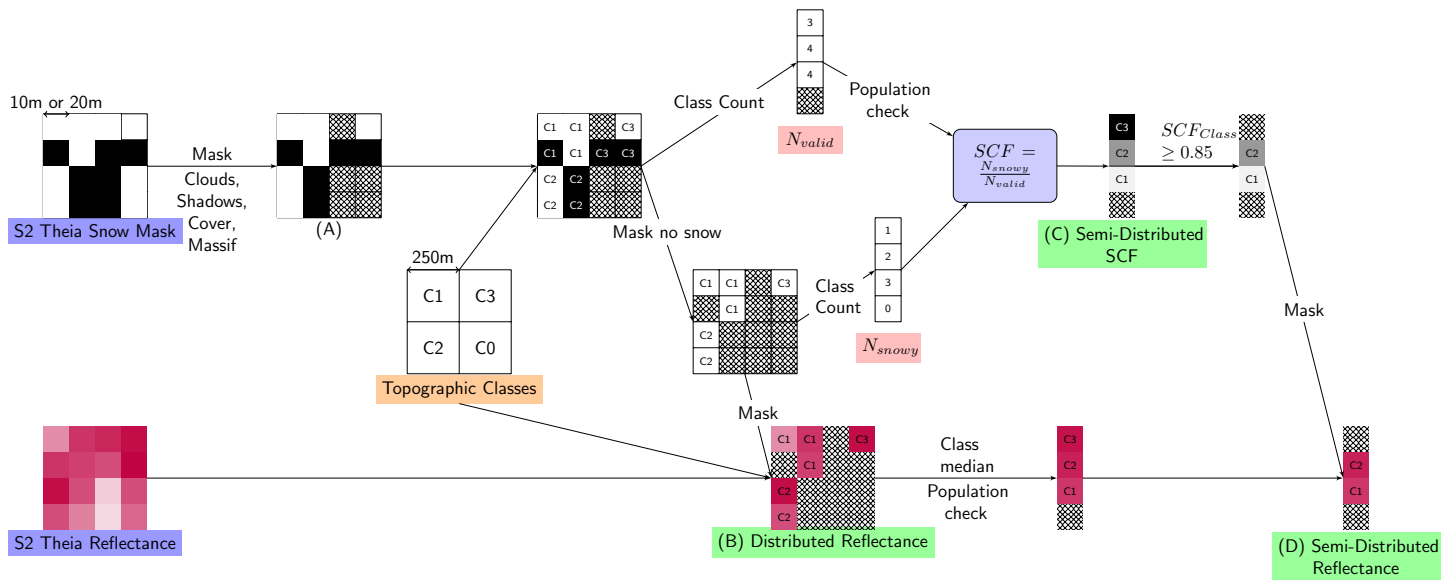 3
4
4
N_valid
10m or 20m
S2 Theia Snow Mask
Mask
Clouds,
Shadows,
Cover,
Massif
(A)
C1 C1 C3
C1 C1 C3 C3
C2 C2
C2 C2
Class Count
Population
check
SCF =
N_snowy
N_valid
C3
C2
C1
(C) Semi-Distributed
SCF
SCF_Class
≥ 0.85
C2
C1
Mask no snow
250m
C1 C3
C2 C0
Topographic Classes
C1 C1 C3
C1
C2
C2
Class
Count
1
2
3
0
N_snowy
Mask
Mask
S2 Theia Reflectance
C1 C1 C3
C1
C2
C2
(B) Distributed Reflectance
Class
median
Population
check
C3
C2
C1
C2
C1
(D) Semi-Distributed
Reflectance